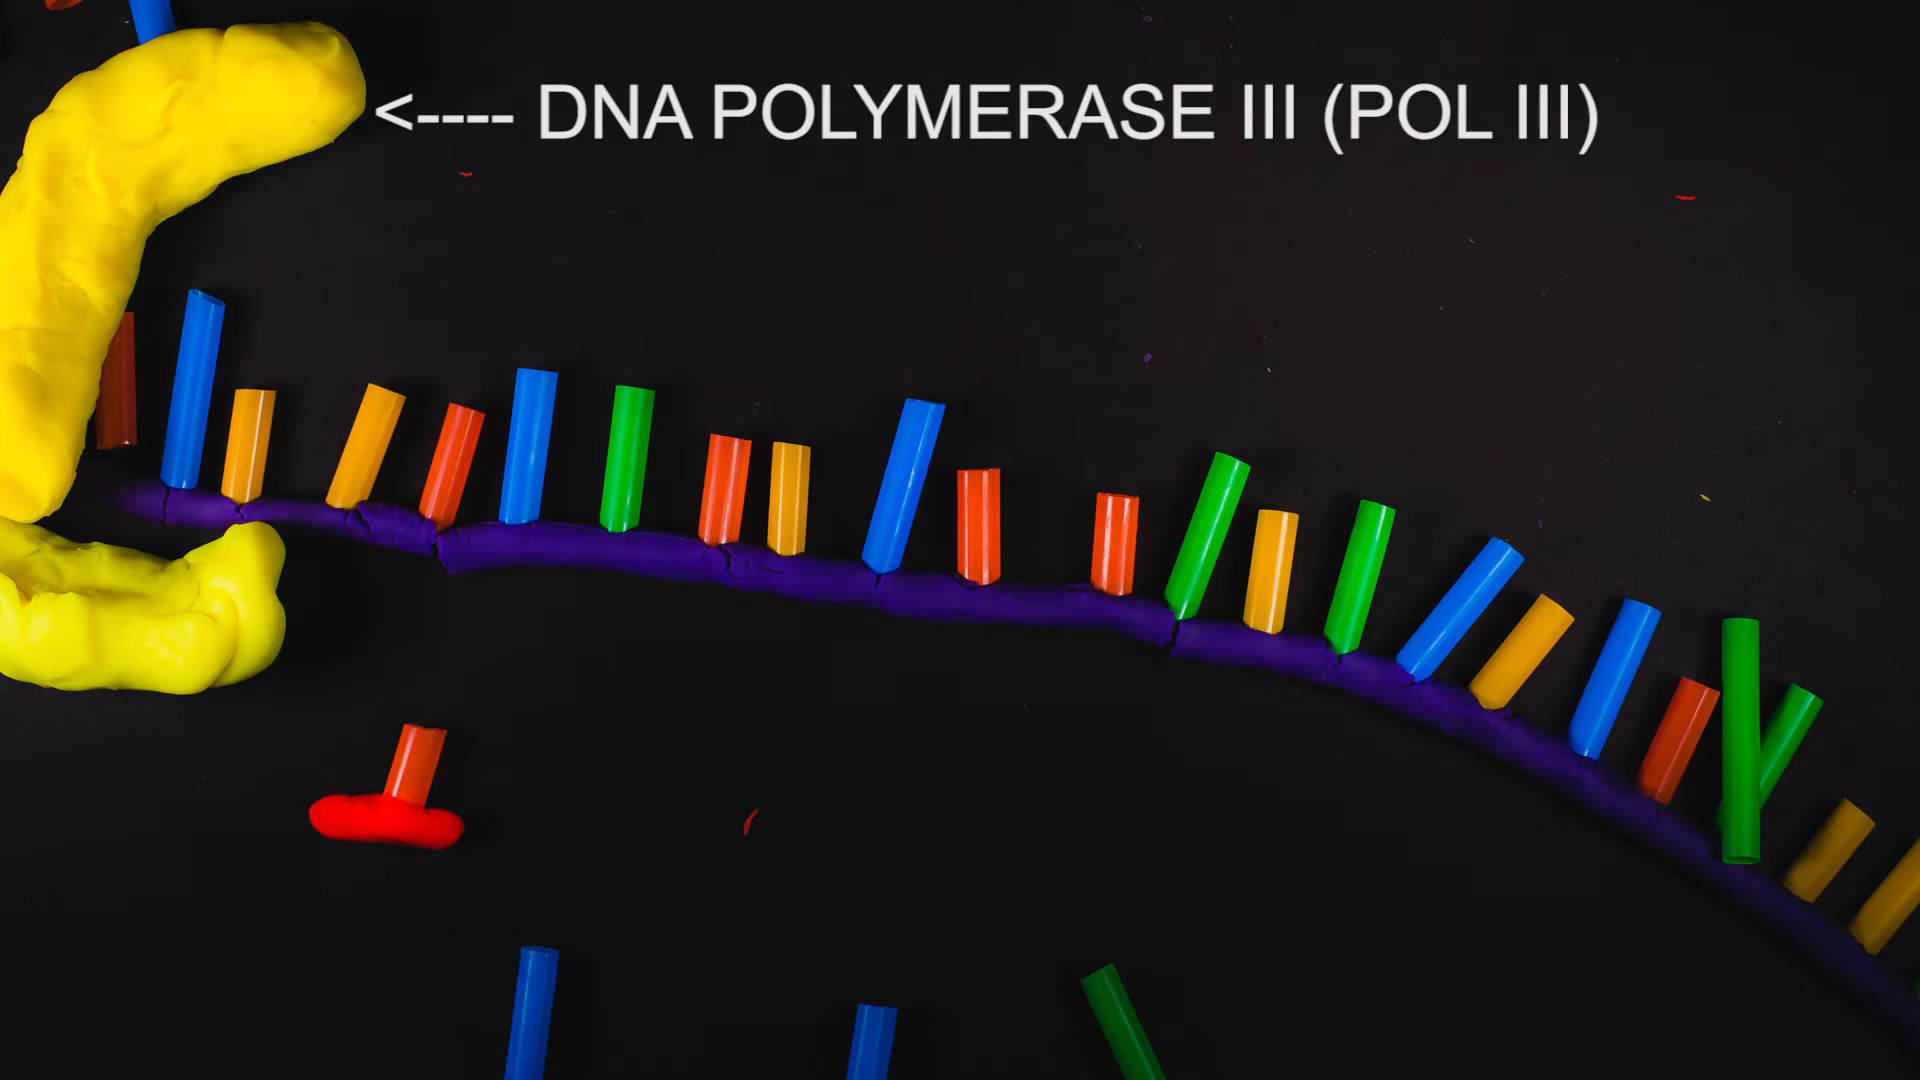 <---- DNA POLYMERASE III (POL III)